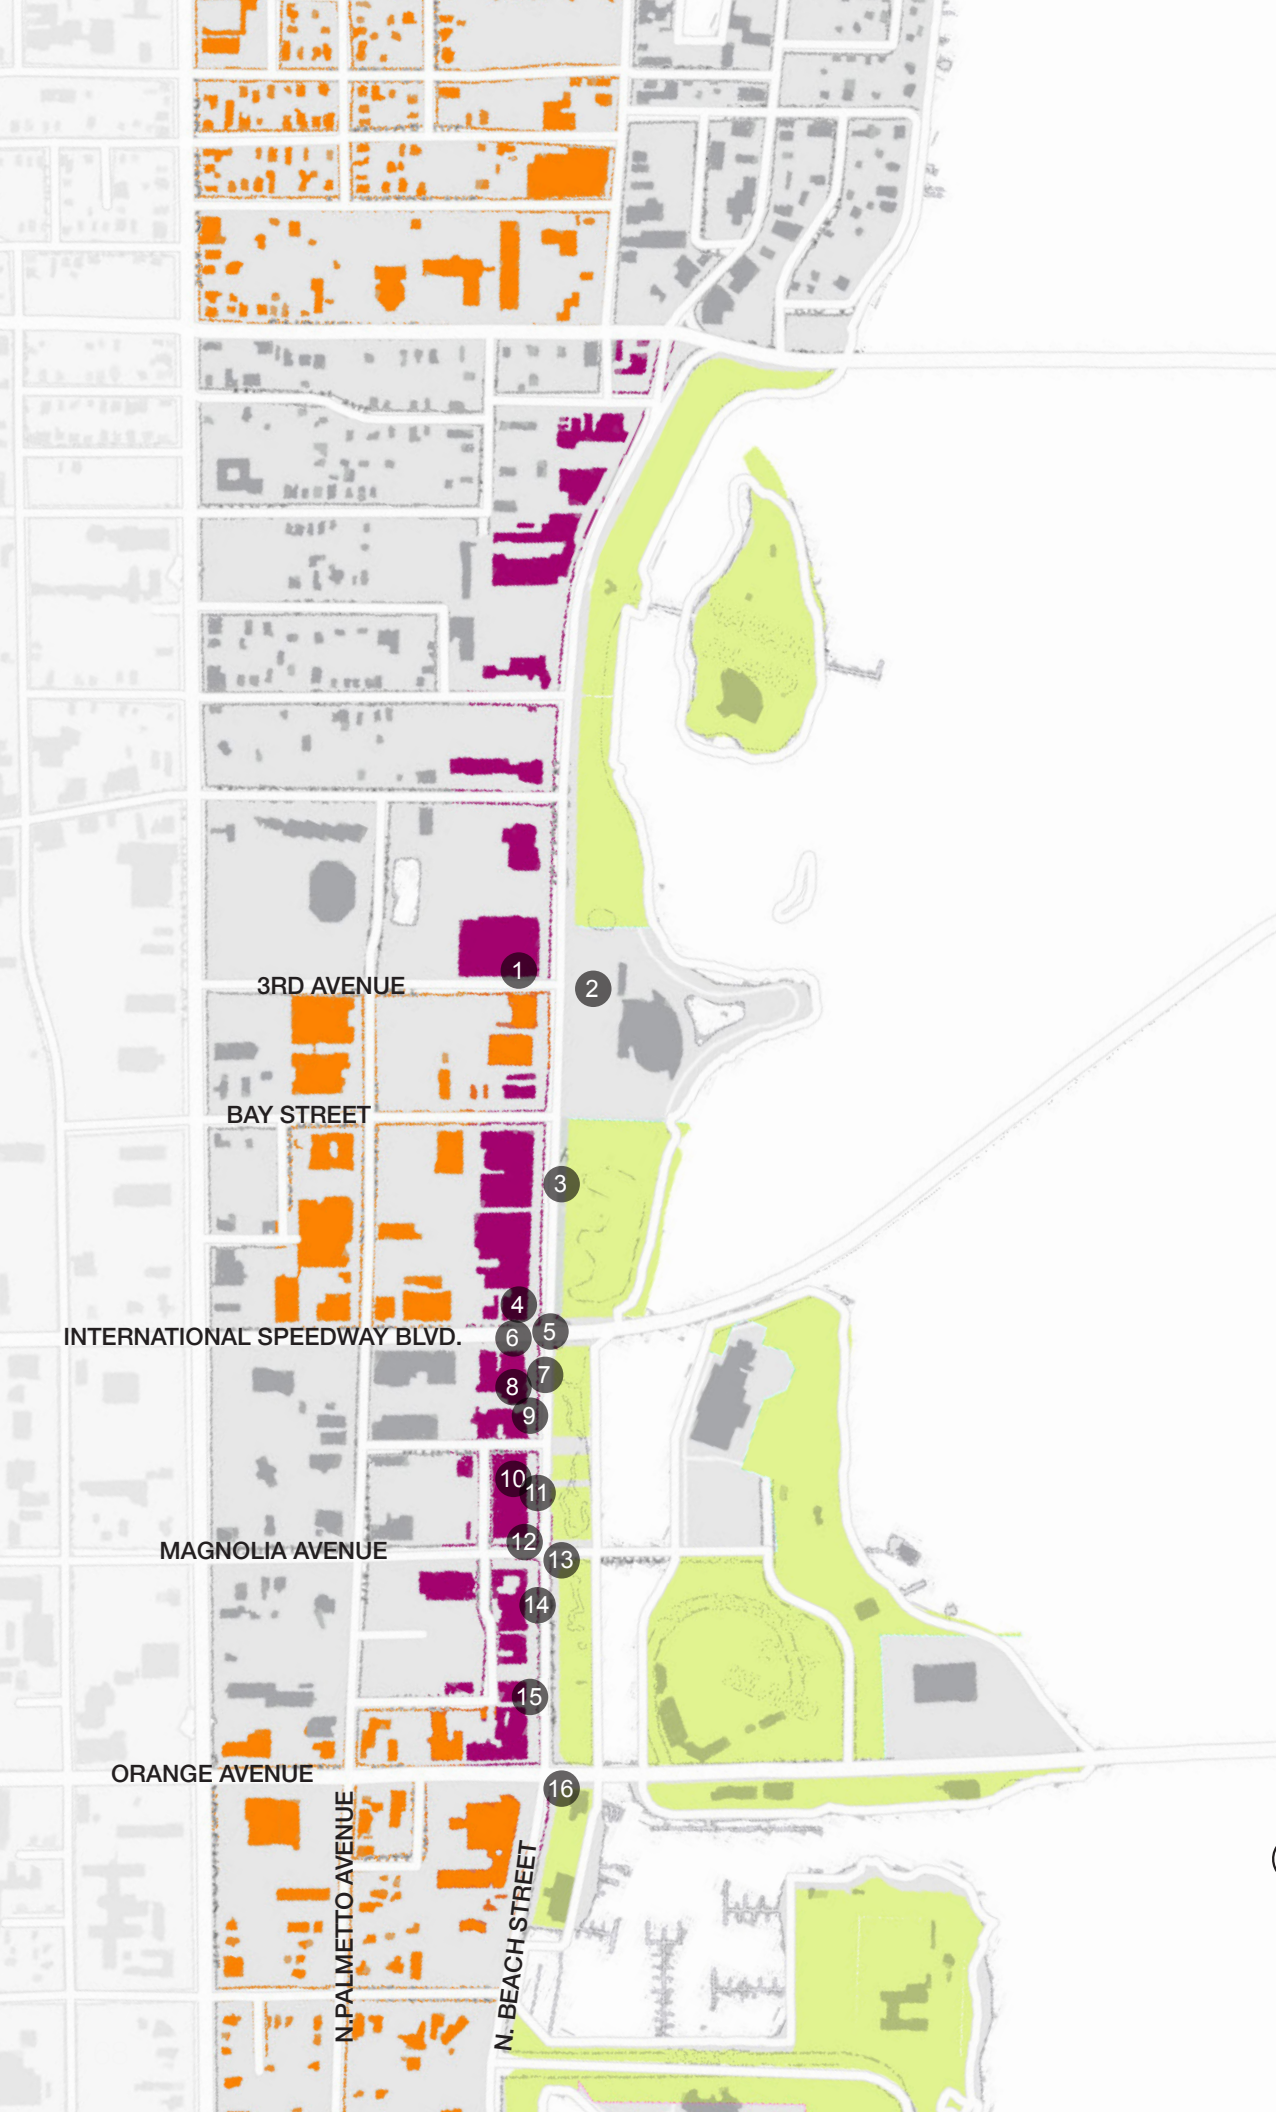 1
3RD AVENUE
2
BAY STREET
3
4
5
INTERNATIONAL SPEEDWAY BLVD.
6
7
8
9
10
11
12
MAGNOLIA AVENUE
13
14
15
ORANGE AVENUE
16
N.PALMETTO AVENUE
N. BEACH STREET